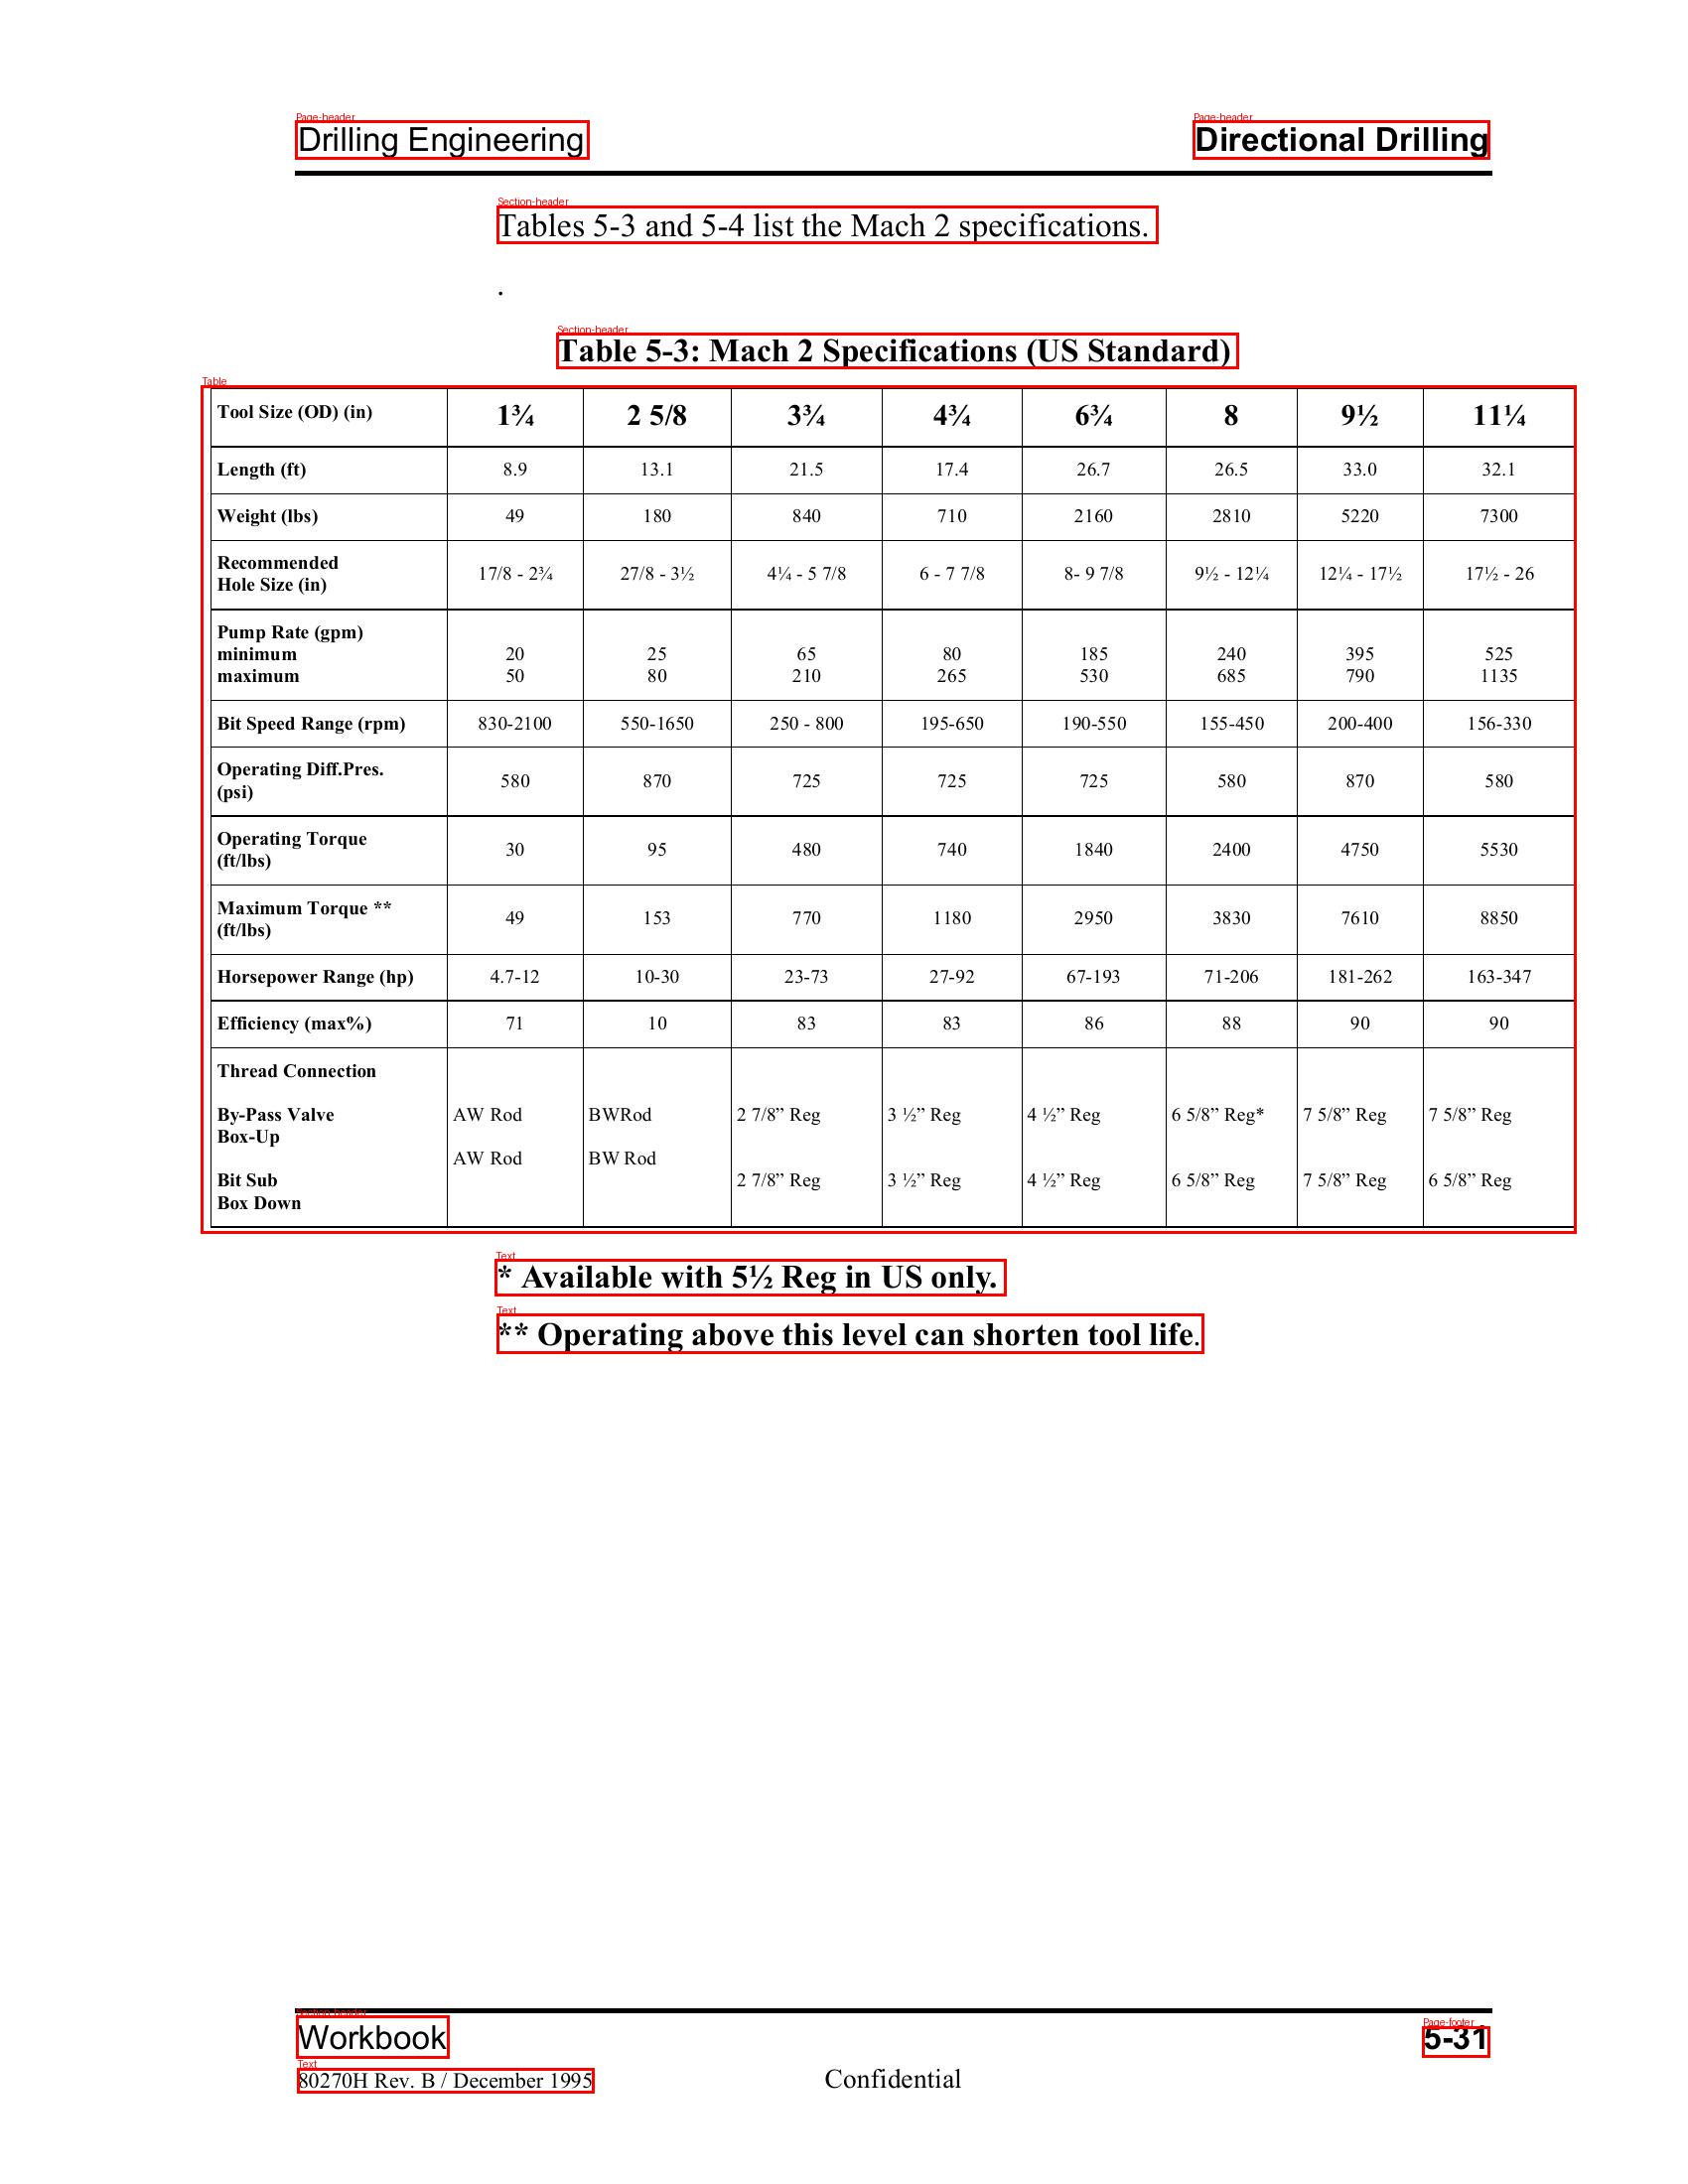 Page-header
Drilling Engineering
Page-header
Directional Drilling
Section-header
Tables 5-3 and 5-4 list the Mach 2 specifications.
.
Section-header
Table 5-3: Mach 2 Specifications (US Standard)
Table
Tool Size (OD) (in) 1¾ 2 5/8 3¾ 4¾ 6¾ 8 9½ 11¼
Length (ft) 8.9 13.1 21.5 17.4 26.7 26.5 33.0 32.1
Weight (lbs) 49 180 840 710 2160 2810 5220 7300
Recommended
Hole Size (in) 17/8 - 2¾ 27/8 - 3½ 4¼ - 5 7/8 6 - 7 7/8 8- 9 7/8 9½ - 12¼ 12¼ - 17½ 17½ - 26
Pump Rate (gpm)
minimum 20 25 65 80 185 240 395 525
maximum 50 80 210 265 530 685 790 1135
Bit Speed Range (rpm) 830-2100 550-1650 250 - 800 195-650 190-550 155-450 200-400 156-330
Operating Diff.Pres.
(psi) 580 870 725 725 725 580 870 580
Operating Torque
(ft/lbs) 30 95 480 740 1840 2400 4750 5530
Maximum Torque **
(ft/lbs) 49 153 770 1180 2950 3830 7610 8850
Horsepower Range (hp) 4.7-12 10-30 23-73 27-92 67-193 71-206 181-262 163-347
Efficiency (max%) 71 10 83 83 86 88 90 90
Thread Connection
By-Pass Valve AW Rod BWRod 2 7/8” Reg 3 ½” Reg 4 ½” Reg 6 5/8” Reg* 7 5/8” Reg 7 5/8” Reg
Box-Up
AW Rod BW Rod
Bit Sub 2 7/8” Reg 3 ½” Reg 4 ½” Reg 6 5/8” Reg 7 5/8” Reg 6 5/8” Reg
Box Down
Text
* Available with 5½ Reg in US only.
Text
** Operating above this level can shorten tool life.
Section-header
Workbook
Page-footer
5-31
Text
80270H Rev. B / December 1995
Confidential